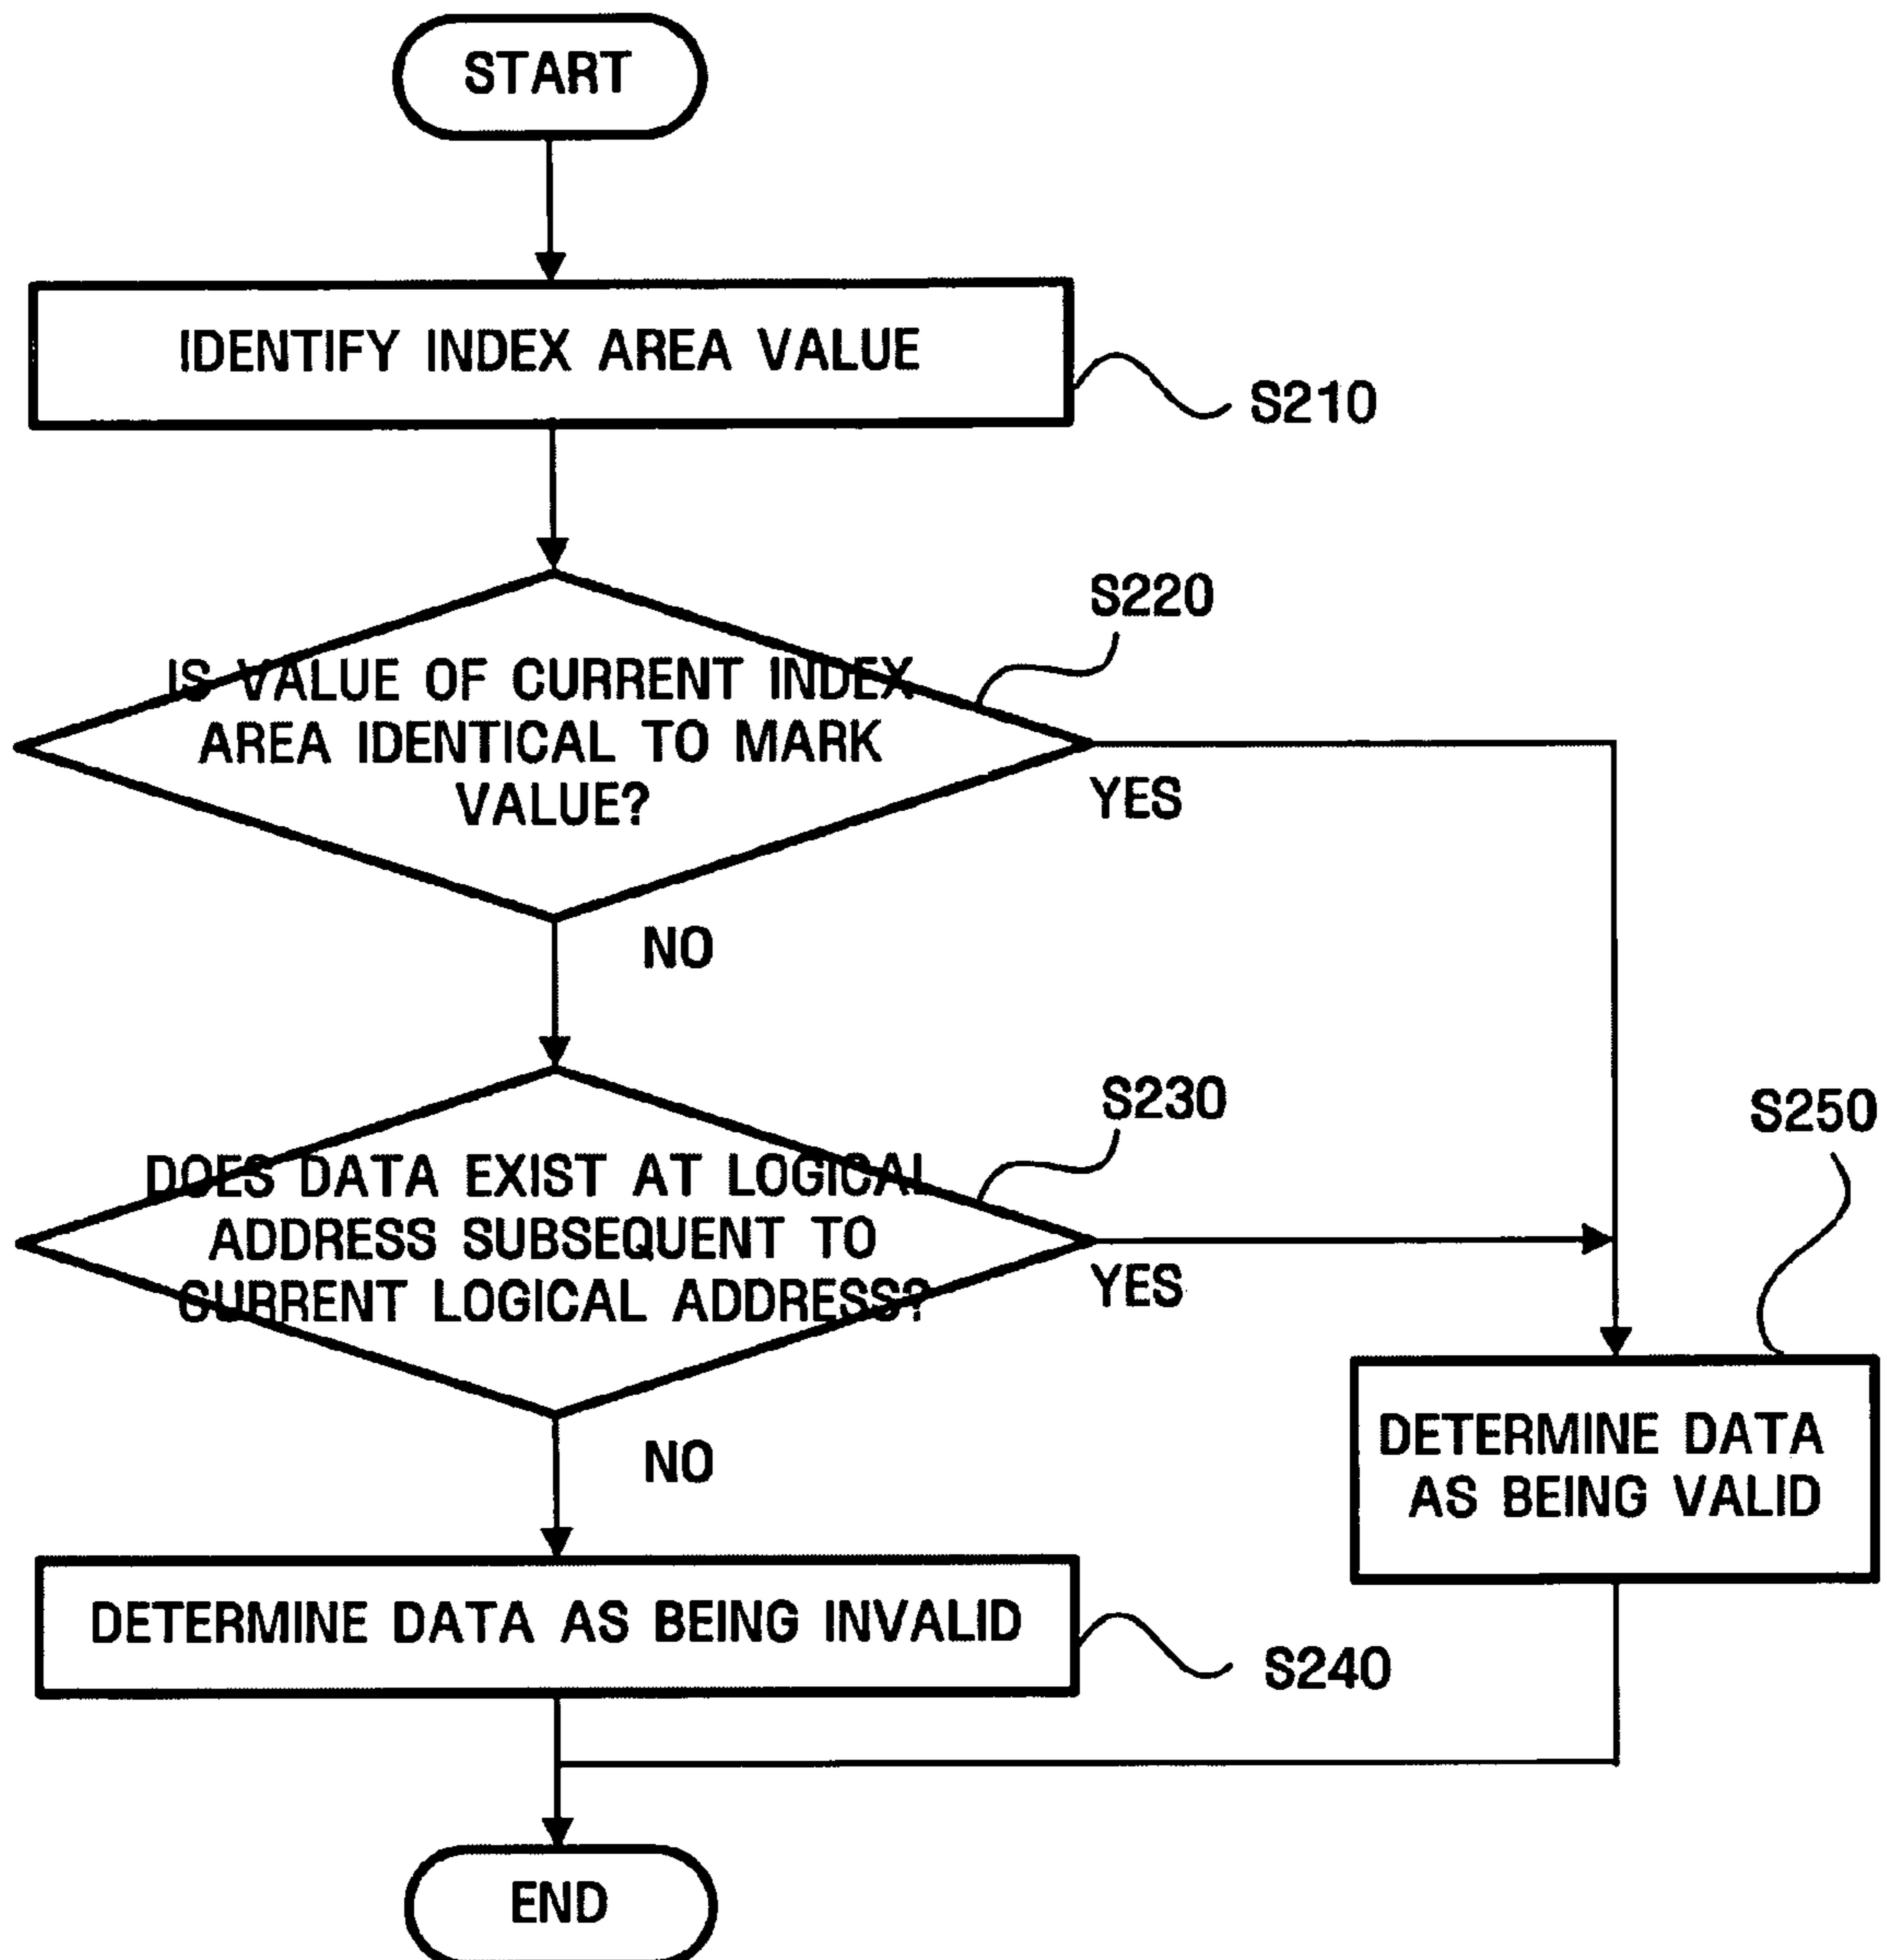 START
IDENTIFY INDEX AREA VALUE
S210
S220
IS VALUE OF CURRENT INDEX
AREA IDENTICAL TO MARK
VALUE?
YES
NO
S230
DOES DATA EXIST AT LOGICAL
ADDRESS SUBSEQUENT TO
CURRENT LOGICAL ADDRESS?
YES
S250
NO
DETERMINE DATA
AS BEING VALID
DETERMINE DATA AS BEING INVALID
S240
END